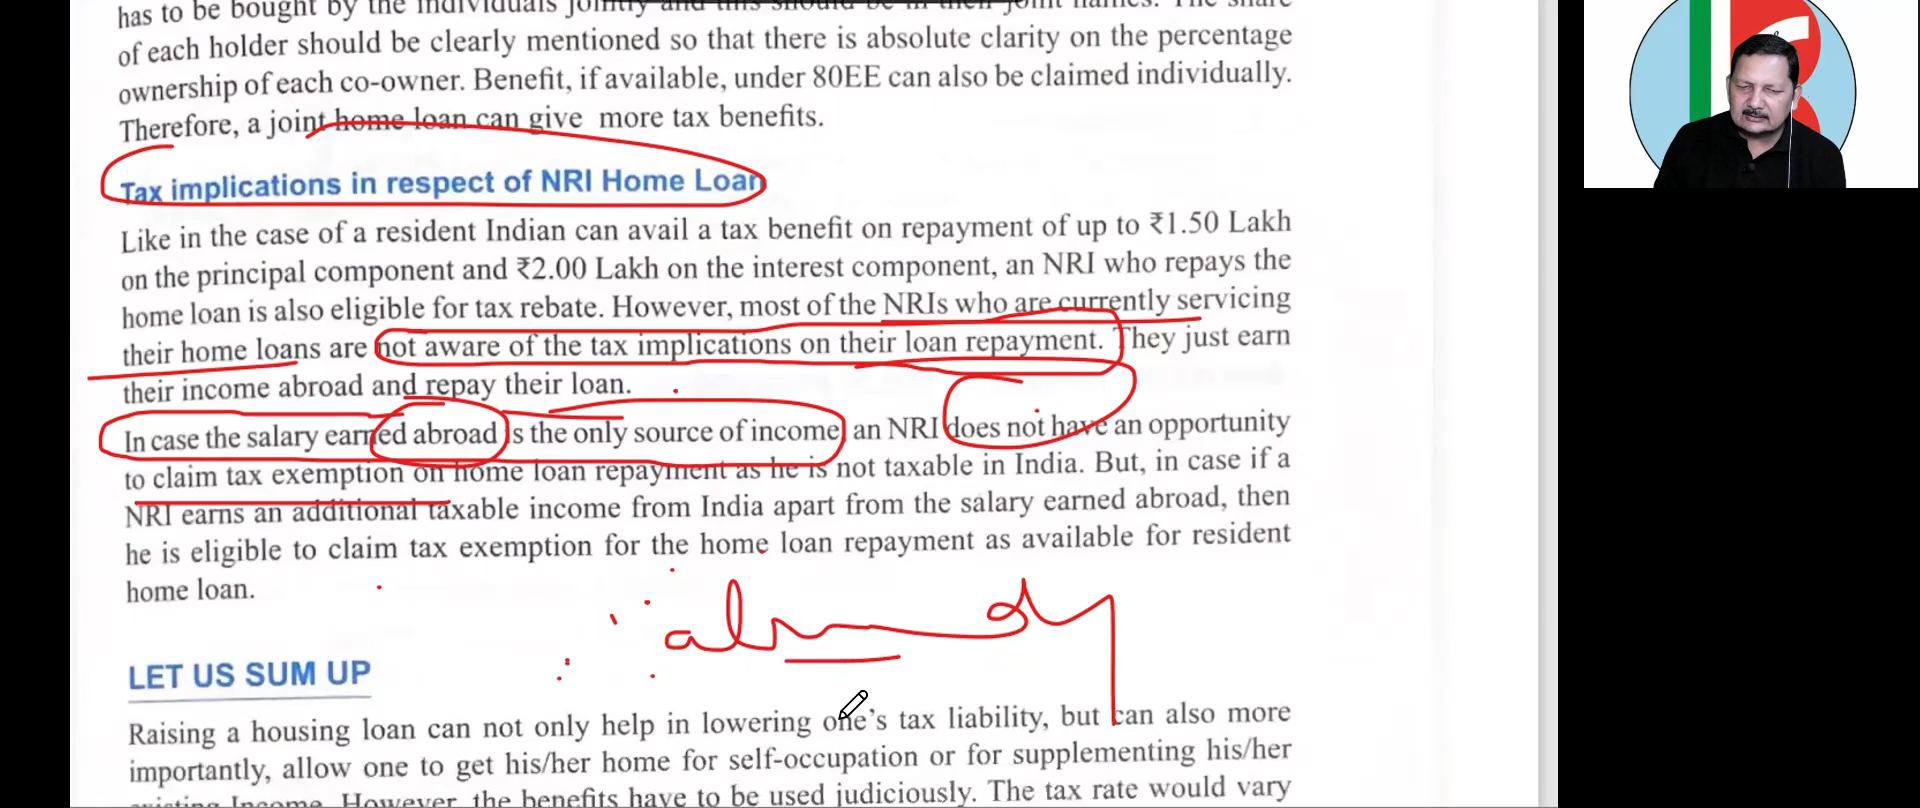 has to be bought by the individuals jointly and this should be in their joint names. The share
of each holder should be clearly mentioned so that there is absolute clarity on the percentage
ownership of each co-owner. Benefit, if available, under 80EE can also be claimed individually.
Therefore, a joint home loan can give more tax benefits.
Tax implications in respect of NRI Home Loan
Like in the case of a resident Indian can avail a tax benefit on repayment of up to ₹1.50 Lakh
on the principal component and ₹2.00 Lakh on the interest component, an NRI who repays the
home loan is also eligible for tax rebate. However, most of the NRIs who are currently servicing
their home loans are not aware of the tax implications on their loan repayment. They just earn
their income abroad and repay their loan.
In case the salary earned abroad is the only source of income, an NRI does not have an opportunity
to claim tax exemption on home loan repayment as he is not taxable in India. But, in case if a
NRI earns an additional taxable income from India apart from the salary earned abroad, then
he is eligible to claim tax exemption for the home loan repayment as available for resident
home loan.
LET US SUM UP
Raising a housing loan can not only help in lowering one's tax liability, but can also more
importantly, allow one to get his/her home for self-occupation or for supplementing his/her
existing Income. However, the benefits have to be used judiciously. The tax rate would vary